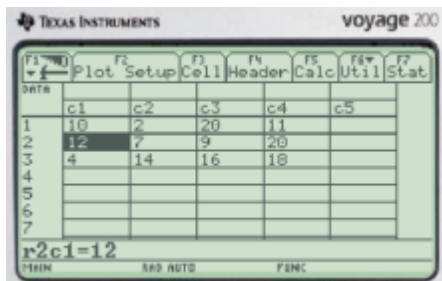 TEXAS INSTRUMENTS voyage 200
F1 F2 Plot Setup F3 Cell F4 Header F5 Calc F6 Util F7 Stat
DATA
c1 c2 c3 c4 c5
1 10 2 20 11
2 12 7 9 20
3 4 14 16 18
4
5
6
7
r2c1=12
MAIN RAD AUTO FUNC